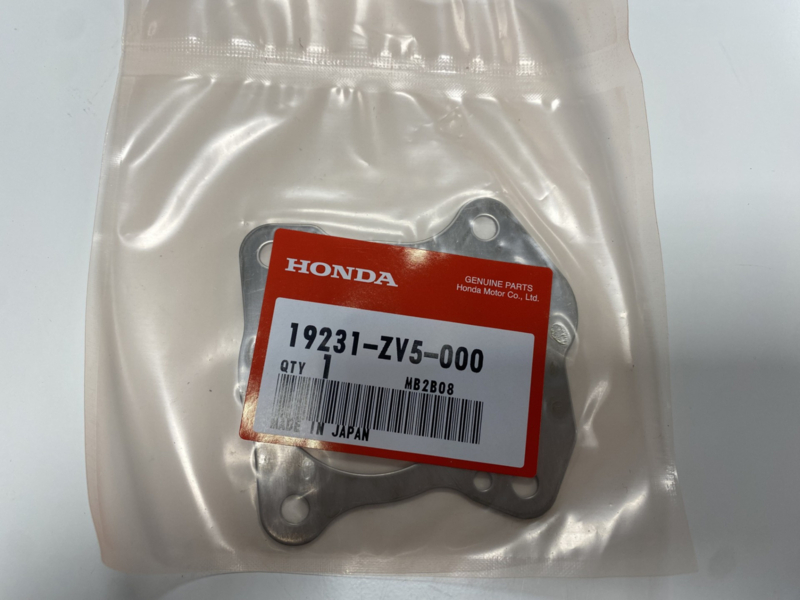 HONDA
GENUINE PARTS
Honda Motor Co., Ltd.
19231-ZV5-000
QTY 1
MB2B08
MADE IN JAPAN